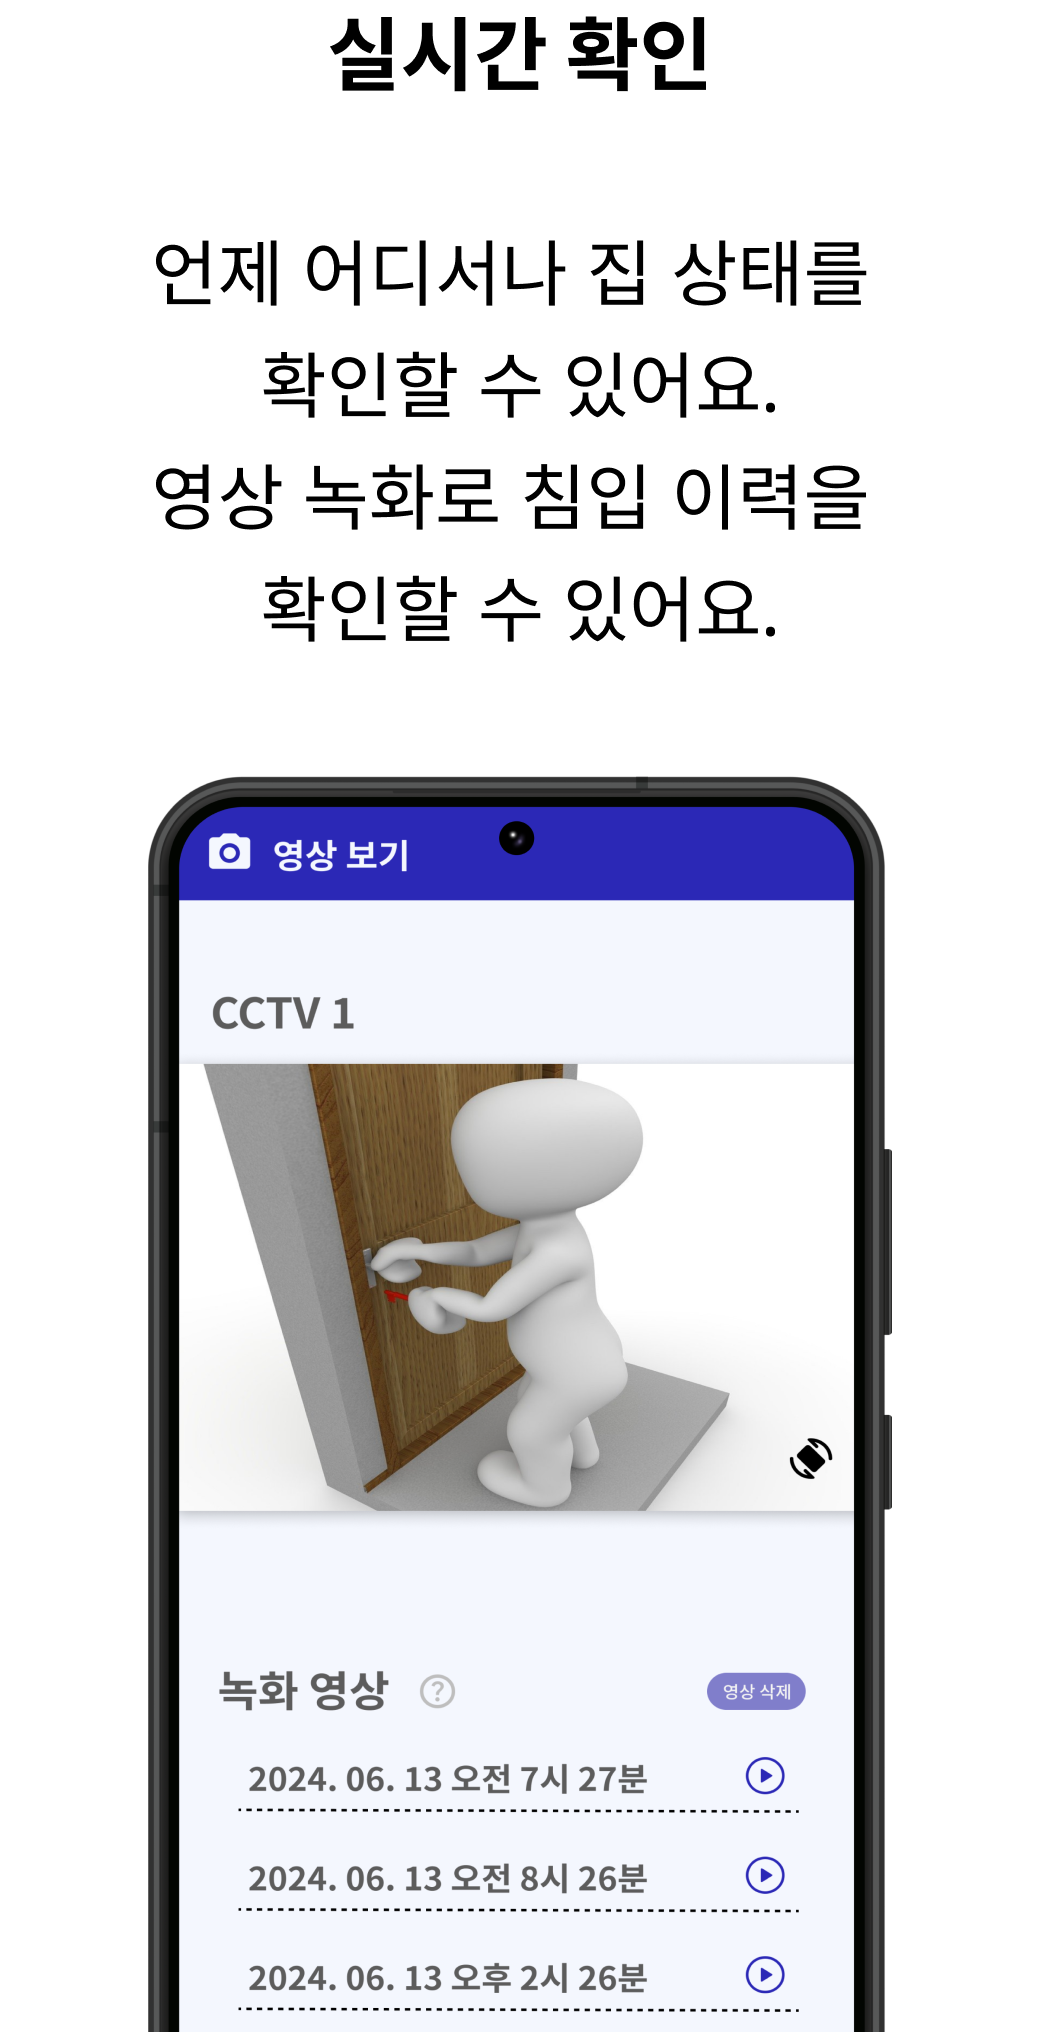 실시간 확인
언제 어디서나 집 상태를
확인할 수 있어요.
영상 녹화로 침입 이력을
확인할 수 있어요.
영상 보기
CCTV 1
녹화 영상
영상 삭제
2024. 06. 13 오전 7시 27분
2024. 06. 13 오전 8시 26분
2024. 06. 13 오후 2시 26분